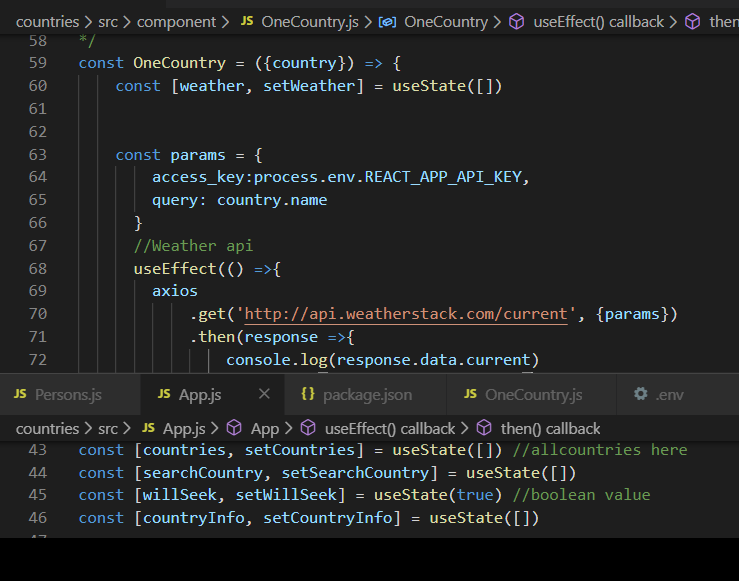 countries > src > component > JS OneCountry.js > OneCountry > useEffect() callback > then
58 */
59 const OneCountry = ({country}) => {
60 const [weather, setWeather] = useState([])
61
62
63 const params = {
64 access_key:process.env.REACT_APP_API_KEY,
65 query: country.name
66 }
67 //Weather api
68 useEffect(() =>{
69 axios
70 .get('http://api.weatherstack.com/current', {params})
71 .then(response =>{
72 console.log(response.data.current)
JS Persons.js JS App.js × {} package.json JS OneCountry.js .env
countries > src > JS App.js > App > useEffect() callback > then() callback
43 const [countries, setCountries] = useState([]) //allcountries here
44 const [searchCountry, setSearchCountry] = useState([])
45 const [willSeek, setWillSeek] = useState(true) //boolean value
46 const [countryInfo, setCountryInfo] = useState([])
47